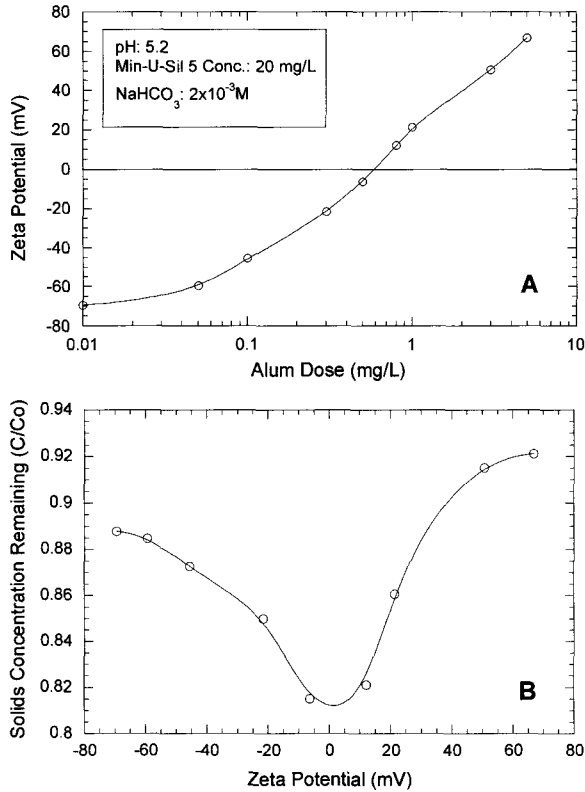 80
60
40
20
0
-20
-40
-60
-80
Zeta Potential (mV)
pH: 5.2
Min-U-Sil 5 Conc.: 20 mg/L
NaHCO3: 2x10-3M
A
0.01 0.1 1 10
Alum Dose (mg/L)
0.94
0.92
0.9
0.88
0.86
0.84
0.82
0.8
Solids Concentration Remaining (C/Co)
B
-80 -60 -40 -20 0 20 40 60 80
Zeta Potential (mV)